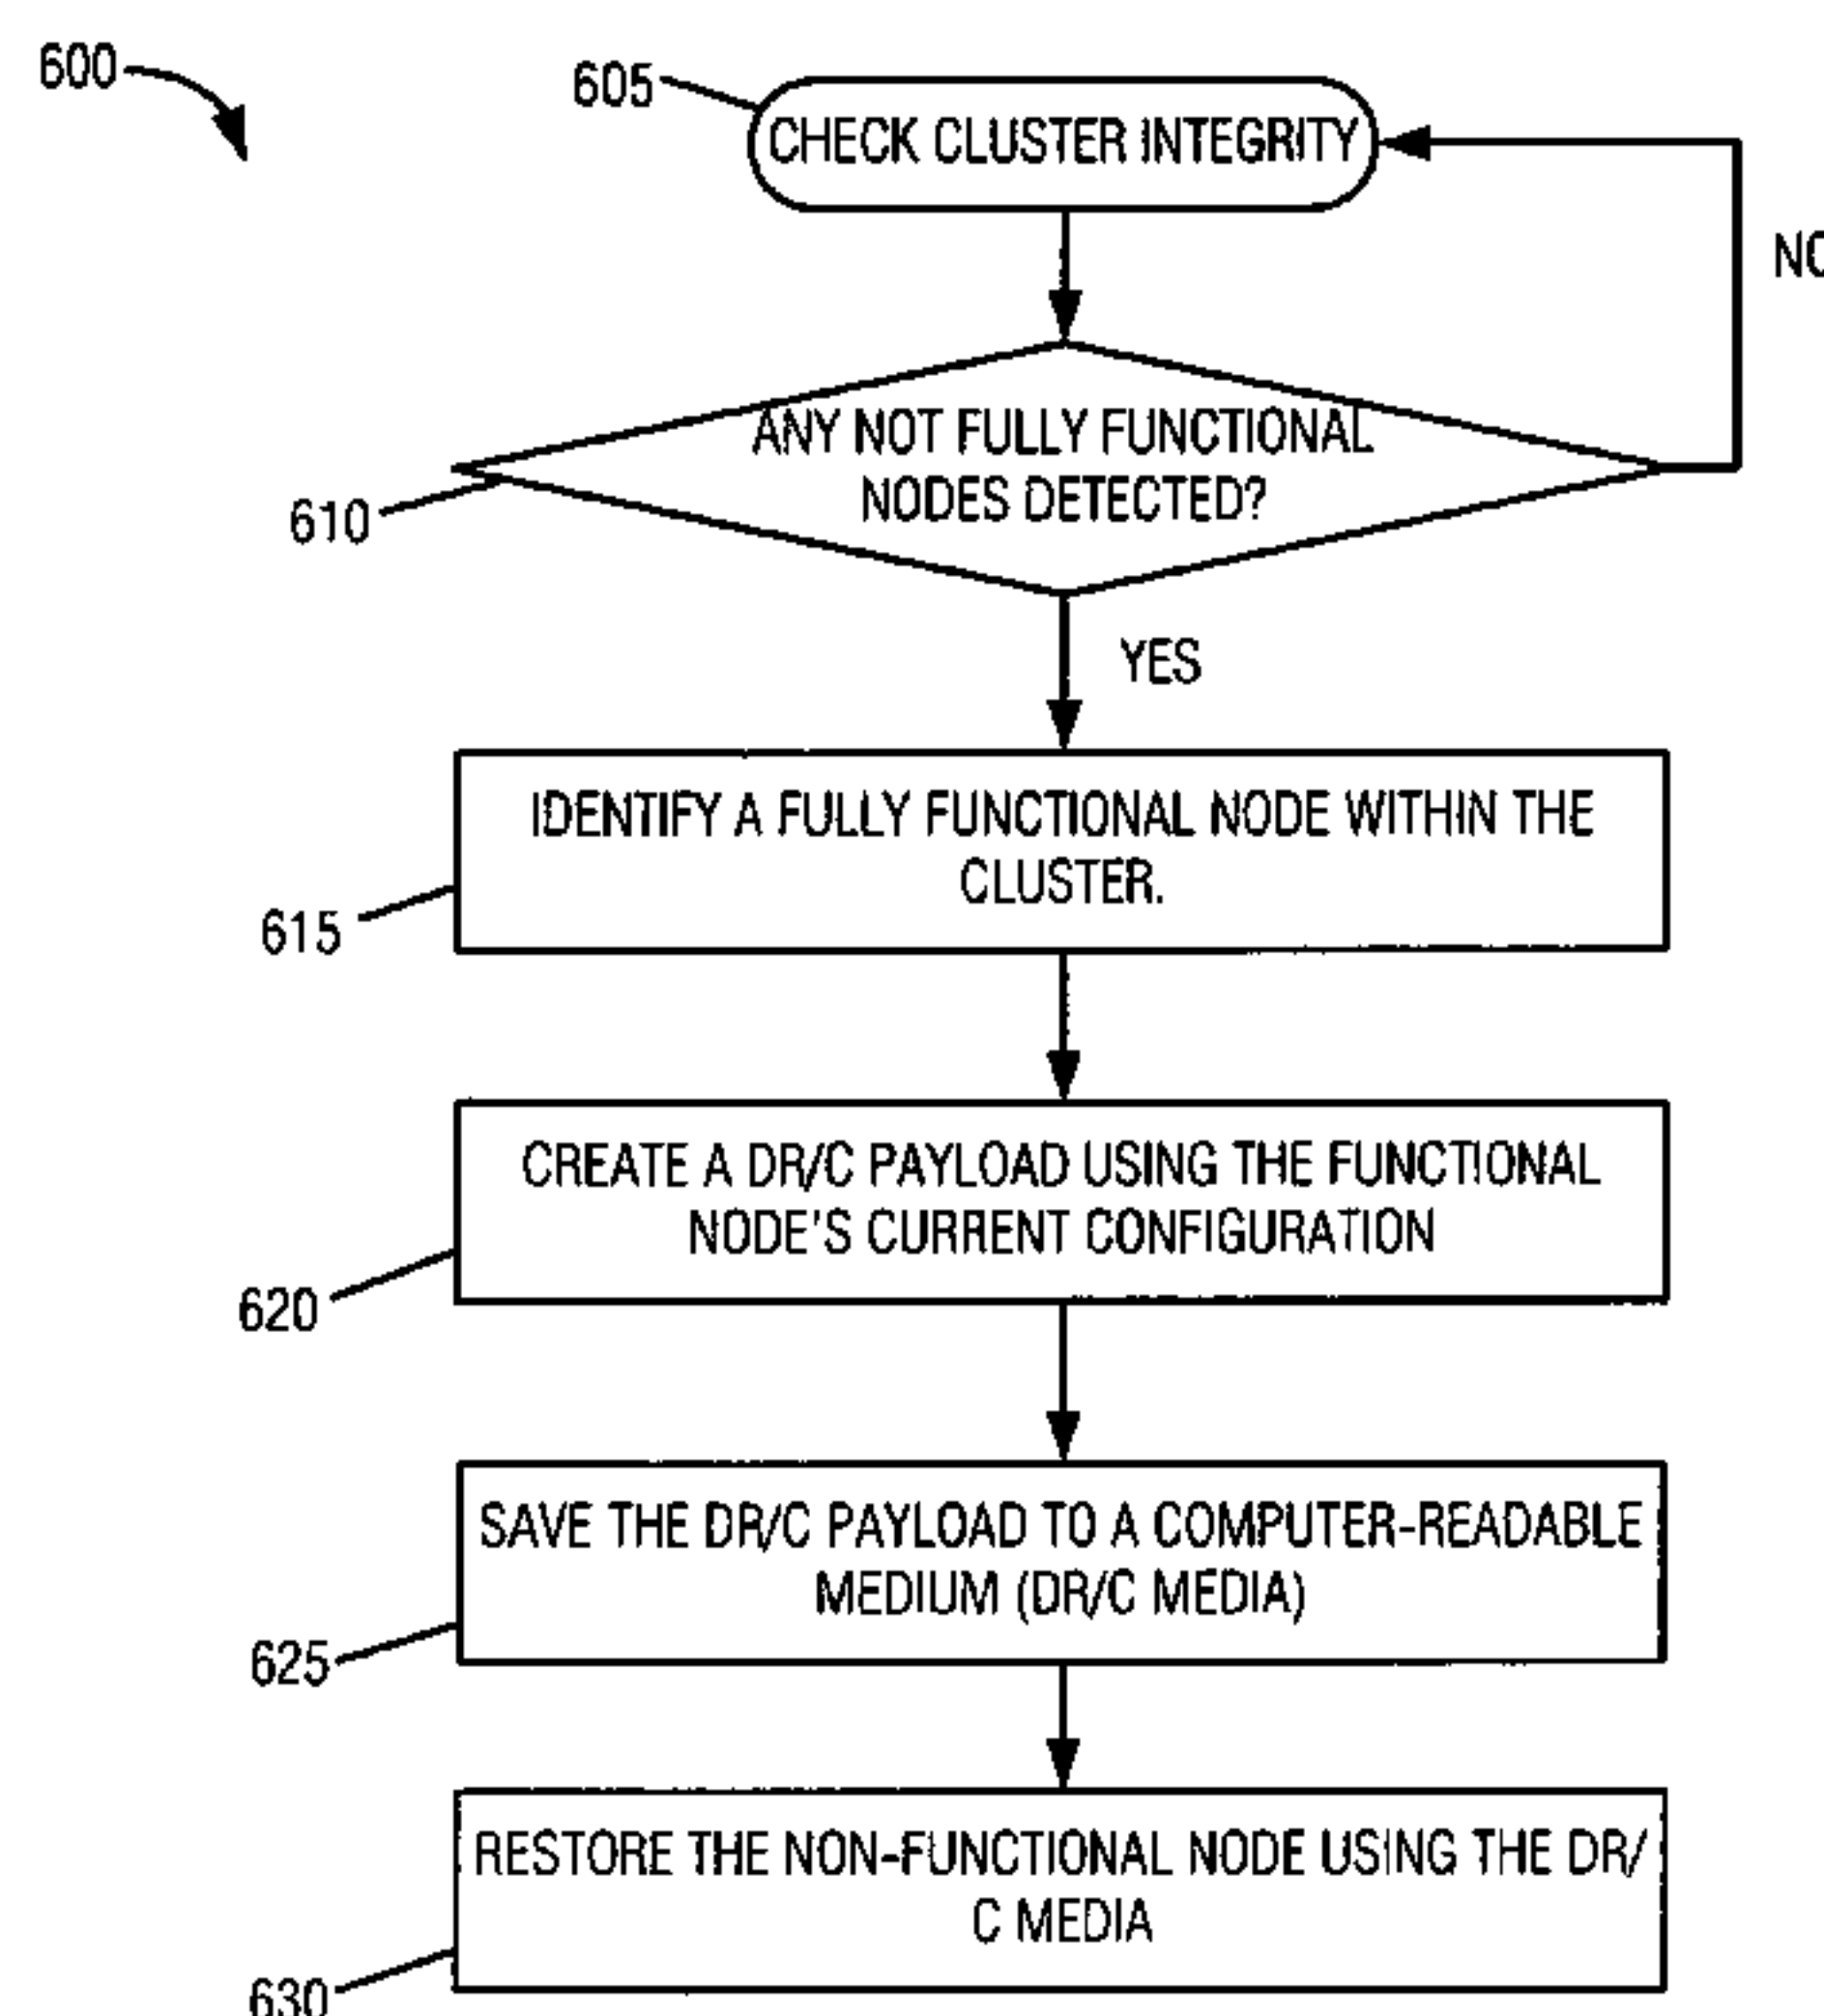 600
605
CHECK CLUSTER INTEGRITY
NO
ANY NOT FULLY FUNCTIONAL
NODES DETECTED?
610
YES
IDENTIFY A FULLY FUNCTIONAL NODE WITHIN THE
CLUSTER.
615
CREATE A DR/C PAYLOAD USING THE FUNCTIONAL
NODE'S CURRENT CONFIGURATION
620
SAVE THE DR/C PAYLOAD TO A COMPUTER-READABLE
MEDIUM (DR/C MEDIA)
625
RESTORE THE NON-FUNCTIONAL NODE USING THE DR/
C MEDIA
630